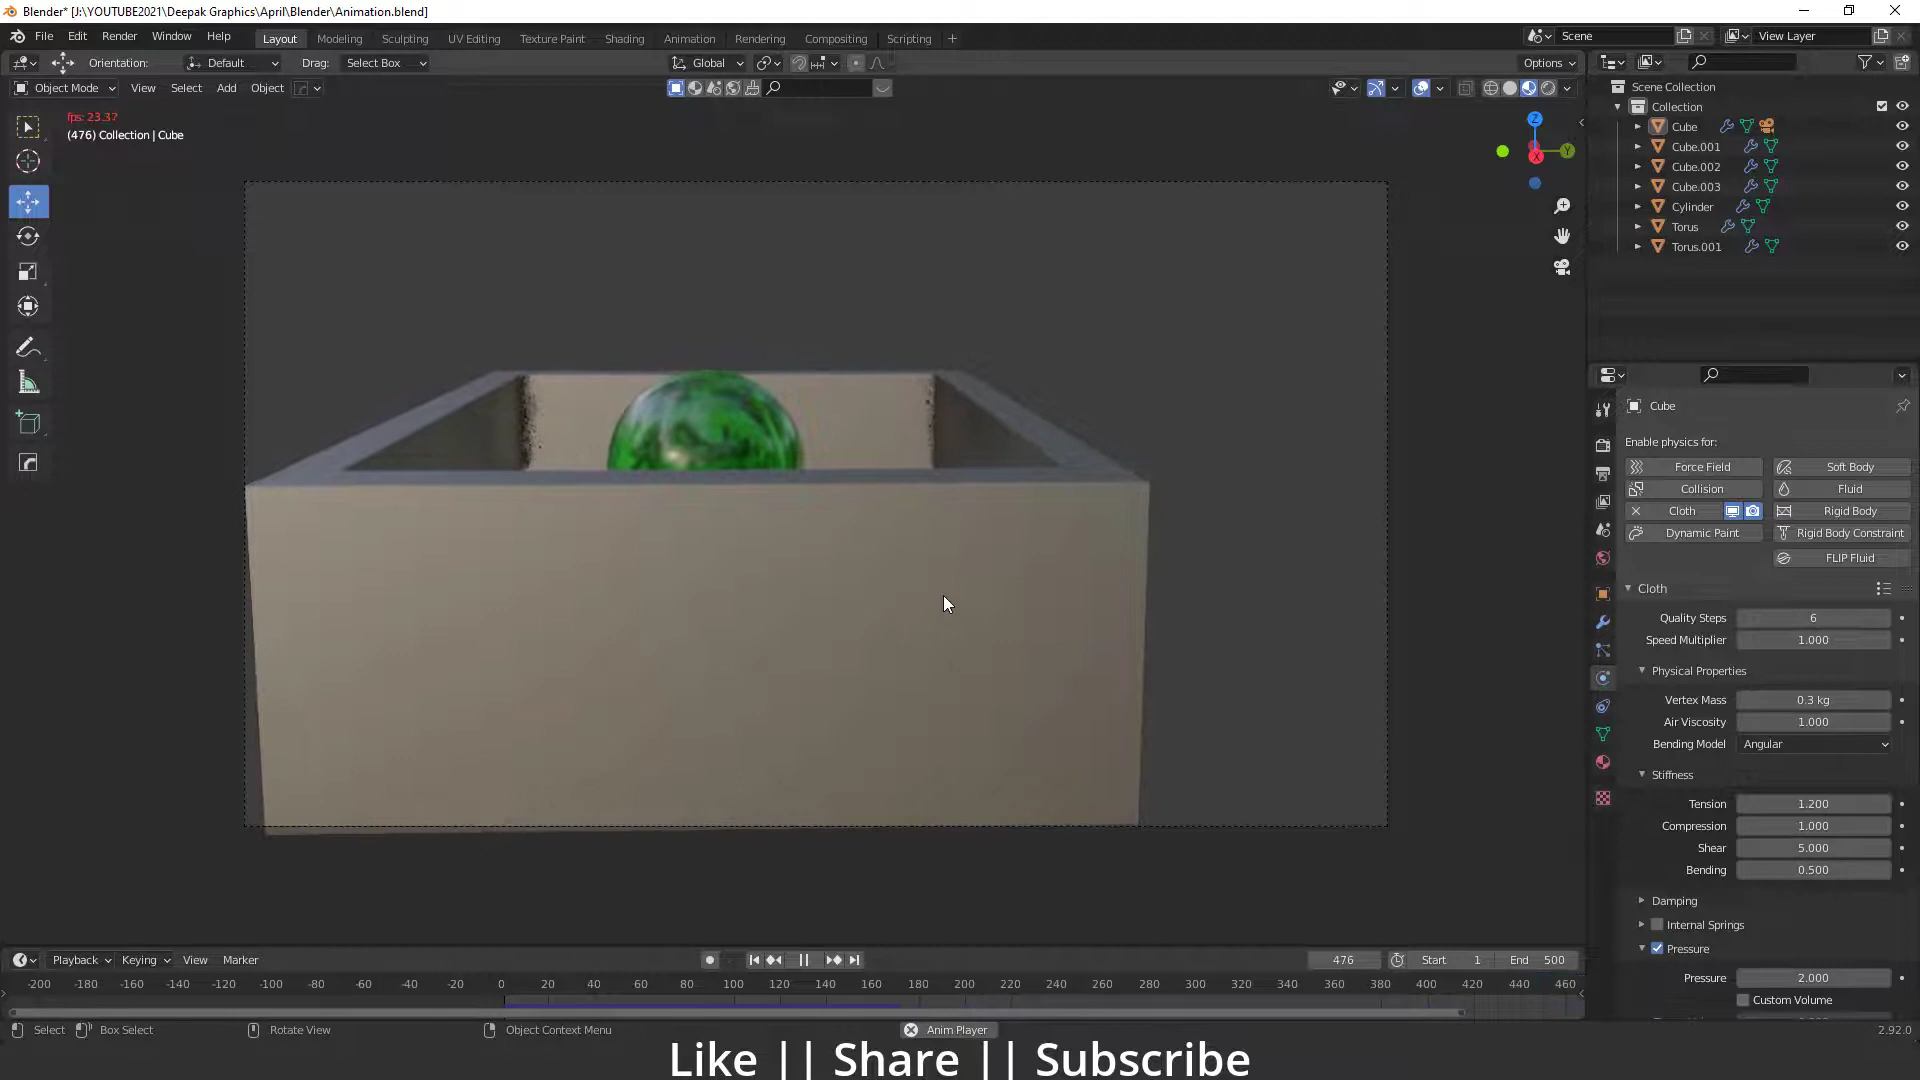 Blender* [J:\YOUTUBE2021\Deepak Graphics\April\Blender\Animation.blend]
File Edit Render Window Help
Layout Modeling Sculpting UV Editing Texture Paint Shading Animation Rendering Compositing Scripting +
Scene
View Layer
Orientation: Default Drag: Select Box
Global
Options
Object Mode View Select Add Object
fps: 23.37
(476) Collection | Cube
Z
Y
X
Scene Collection
Collection
Cube
Cube.001
Cube.002
Cube.003
Cylinder
Torus
Torus.001
Cube
Enable physics for:
Force Field Soft Body
Collision Fluid
Cloth Rigid Body
Dynamic Paint Rigid Body Constraint
FLIP Fluid
Cloth
Quality Steps 6
Speed Multiplier 1.000
Physical Properties
Vertex Mass 0.3 kg
Air Viscosity 1.000
Bending Model Angular
Stiffness
Tension 1.200
Compression 1.000
Shear 5.000
Bending 0.500
Damping
Internal Springs
Pressure
Pressure 2.000
Custom Volume
Playback Keying View Marker
476 Start 1 End 500
-200 -180 -160 -140 -120 -100 -80 -60 -40 -20 0 20 40 60 80 100 120 140 160 180 200 220 240 260 280 300 320 340 360 380 400 420 440 460
Select Box Select Rotate View Object Context Menu Anim Player 2.92.0
Like || Share || Subscribe